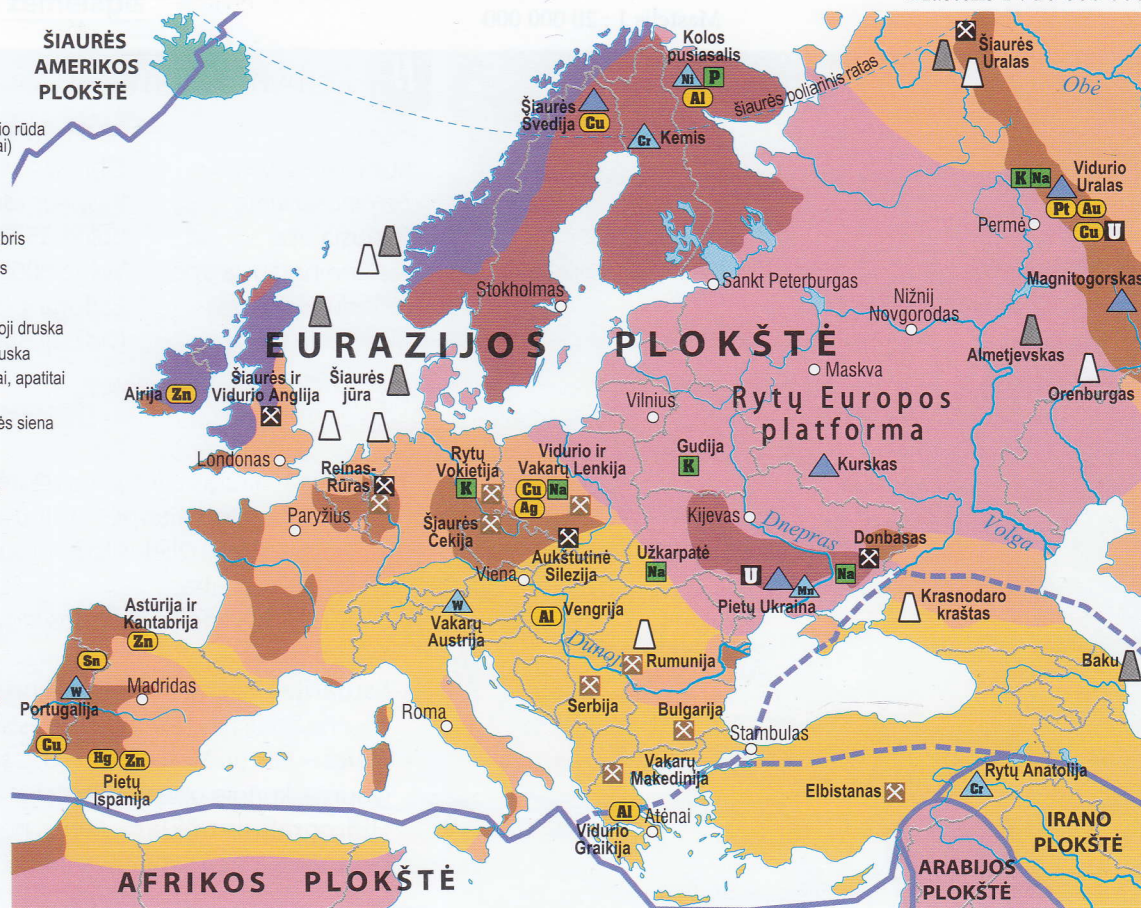 ŠIAURĖS
AMERIKOS
PLOKŠTĖ
io rūda
ai)
bris
s
oji druska
uska
ai, apatitai
ės siena
Kolos
pusiasalis
Ni
P
Al
Šiaurės
Švedija
Cu
Cr
Kemis
šiaurės poliarinis ratas
Šiaurės
Uralas
Obė
K
Na
Vidurio
Uralas
Pt
Au
Cu
U
Permė
Magnitogorskas
Stokholmas
Sankt Peterburgas
Nižnij
Novgorodas
Almetjevskas
Orenburgas
EURAZIJOS PLOKŠTĖ
Maskva
Rytų Europos
platforma
Airija
Zn
Šiaurės ir
Vidurio Anglija
Šiaurės
jūra
Vilnius
Londonas
Reinas-
Rūras
Rytų
Vokietija
K
Vidurio ir
Vakarų Lenkija
Cu
Na
Ag
Gudija
K
Kurskas
Paryžius
Šiaurės
Čekija
Aukštutinė
Silezija
Kijevas
Dnepras
Donbasas
Volga
Užkarpatė
Na
U
Mn
Na
Pietų Ukraina
Viena
Krasnodaro
kraštas
Astūrija ir
Kantabrija
Zn
W
Vakarų
Austrija
Al
Vengrija
Dunoj
Rumunija
Baku
Sn
W
Portugalija
Madridas
Roma
Serbija
Bulgarija
Stambulas
Cu
Hg
Zn
Pietų
Ispanija
Vakarų
Makedinija
Elbistanas
Rytų Anatolija
Cr
Al
Atėnai
Vidurio
Graikija
IRANO
PLOKŠTĖ
AFRIKOS PLOKŠTĖ
ARABIJOS
PLOKŠTĖ